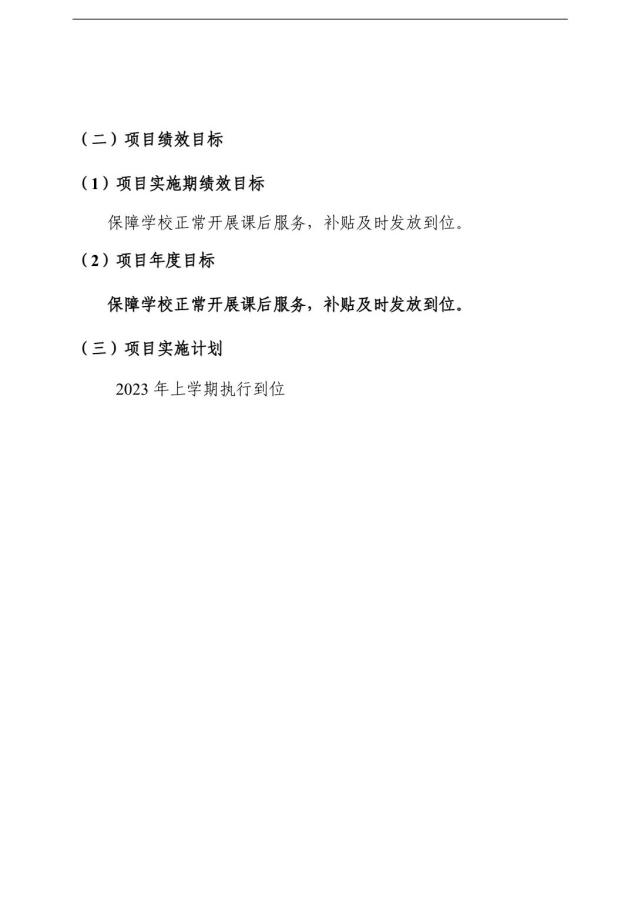 （二）项目绩效目标
（1）项目实施期绩效目标
保障学校正常开展课后服务，补贴及时发放到位。
（2）项目年度目标
保障学校正常开展课后服务，补贴及时发放到位。
（三）项目实施计划
2023 年上学期执行到位